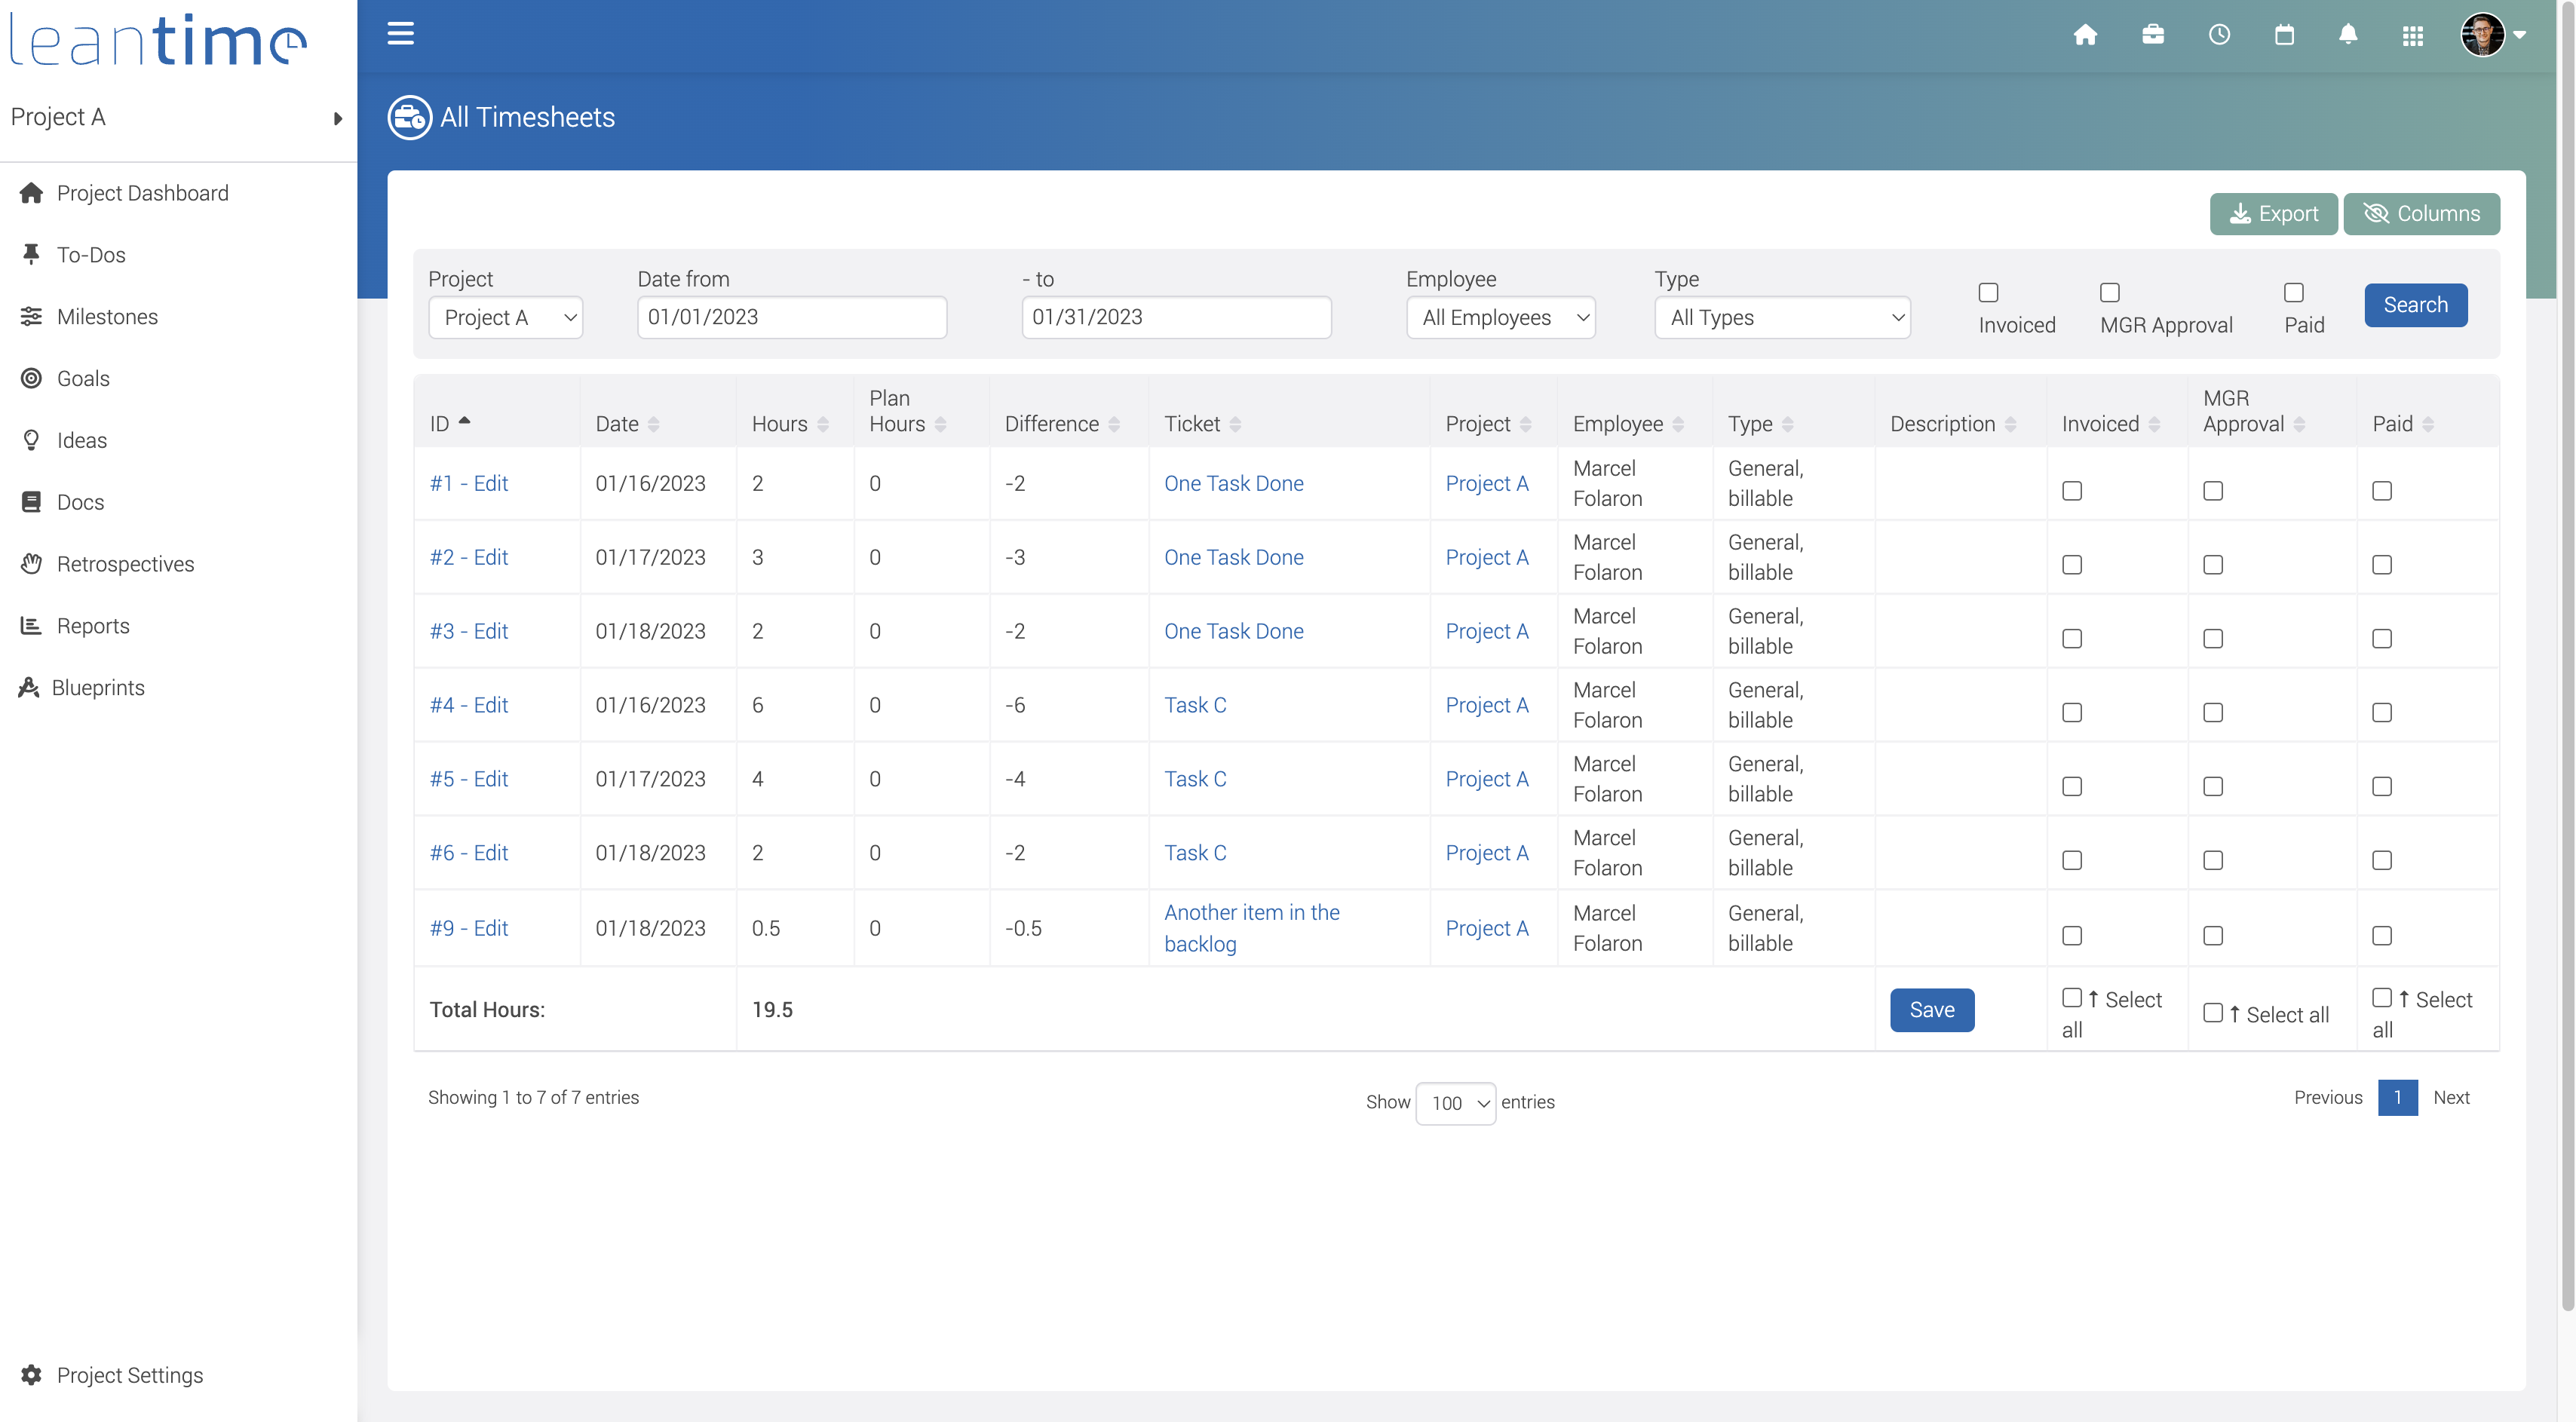 leantime
Project A
Project Dashboard
To-Dos
Milestones
Goals
Ideas
Docs
Retrospectives
Reports
Blueprints
Project Settings
All Timesheets
Export Columns
Project Date from - to Employee Type
Project A 01/01/2023 01/31/2023 All Employees All Types Invoiced MGR Approval Paid Search
ID Date Hours Plan Hours Difference Ticket Project Employee Type Description Invoiced MGR Approval Paid
#1 - Edit 01/16/2023 2 0 -2 One Task Done Project A Marcel Folaron General, billable
#2 - Edit 01/17/2023 3 0 -3 One Task Done Project A Marcel Folaron General, billable
#3 - Edit 01/18/2023 2 0 -2 One Task Done Project A Marcel Folaron General, billable
#4 - Edit 01/16/2023 6 0 -6 Task C Project A Marcel Folaron General, billable
#5 - Edit 01/17/2023 4 0 -4 Task C Project A Marcel Folaron General, billable
#6 - Edit 01/18/2023 2 0 -2 Task C Project A Marcel Folaron General, billable
#9 - Edit 01/18/2023 0.5 0 -0.5 Another item in the backlog Project A Marcel Folaron General, billable
Total Hours: 19.5 Save ↑ Select all ↑ Select all ↑ Select all
Showing 1 to 7 of 7 entries Show 100 entries Previous 1 Next